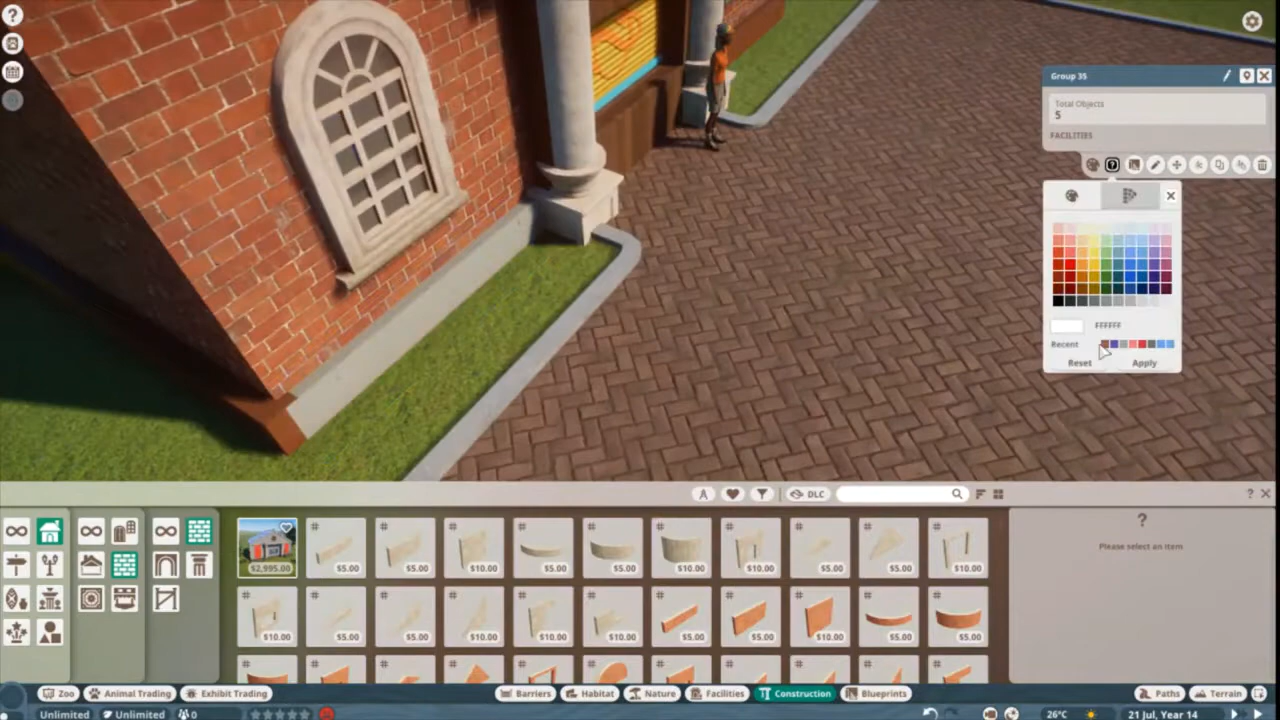 ?
Group 35
Total Objects
5
FACILITIES
FFFFFF
Recent
Reset
Apply
DLC
?
?
Please select an item
# $2,995.00
# $5.00
# $5.00
# $10.00
# $5.00
# $5.00
# $10.00
# $10.00
# $5.00
# $5.00
# $10.00
# $10.00
# $5.00
# $5.00
# $10.00
# $10.00
# $5.00
# $5.00
# $5.00
# $10.00
# $5.00
# $5.00
Zoo
Animal Trading
Exhibit Trading
Barriers
Habitat
Nature
Facilities
Construction
Blueprints
Paths
Terrain
Unlimited
Unlimited
0
26°C
21 Jul, Year 14